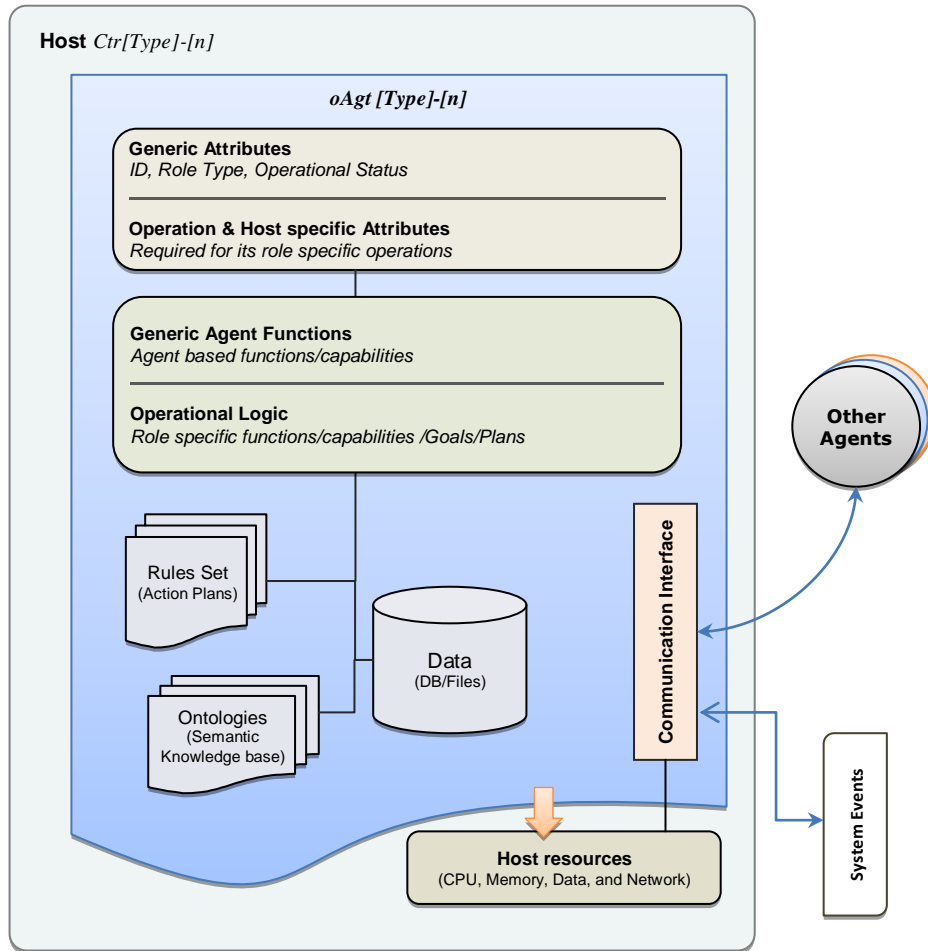 Host Ctr[Type]-[n]
oAgt [Type]-[n]
Generic Attributes
ID, Role Type, Operational Status
Operation & Host specific Attributes
Required for its role specific operations
Generic Agent Functions
Agent based functions/capabilities
Operational Logic
Role specific functions/capabilities /Goals/Plans
Other
Agents
Rules Set
(Action Plans)
Communication Interface
Data
(DB/Files)
Ontologies
(Semantic
Knowledge base)
System Events
Host resources
(CPU, Memory, Data, and Network)